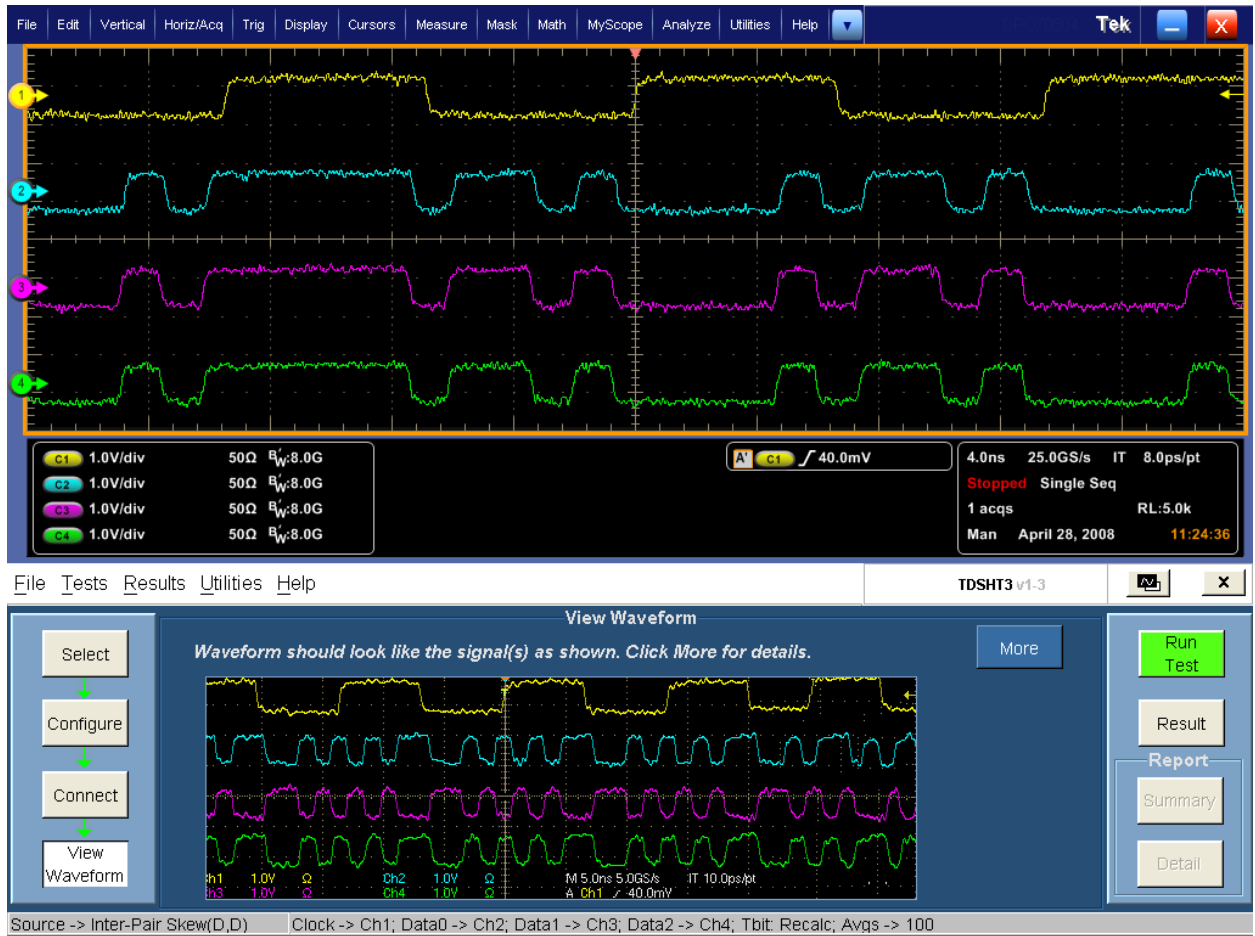 File Edit Vertical Horiz/Acq Trig Display Cursors Measure Mask Math MyScope Analyze Utilities Help Tek X
1
2
3
4
C1 1.0V/div 50Ω B'W:8.0G
C2 1.0V/div 50Ω B'W:8.0G
C3 1.0V/div 50Ω B'W:8.0G
C4 1.0V/div 50Ω B'W:8.0G
A' C1 40.0mV
4.0ns 25.0GS/s IT 8.0ps/pt
Stopped Single Seq
1 acqs RL:5.0k
Man April 28, 2008 11:24:36
File Tests Results Utilities Help TDSHT3 v1-3 x
View Waveform
Select
Configure
Connect
View
Waveform
Waveform should look like the signal(s) as shown. Click More for details.
More
Ch1 1.0V Ω Ch2 1.0V Ω M 5.0ns 5.0GS/s IT 10.0ps/pt
Ch3 1.0V Ω Ch4 1.0V Ω A Ch1 40.0mV
Run
Test
Result
Report
Summary
Detail
Source -> Inter-Pair Skew(D,D) Clock -> Ch1; Data0 -> Ch2; Data1 -> Ch3; Data2 -> Ch4; Tbit: Recalc; Avgs -> 100